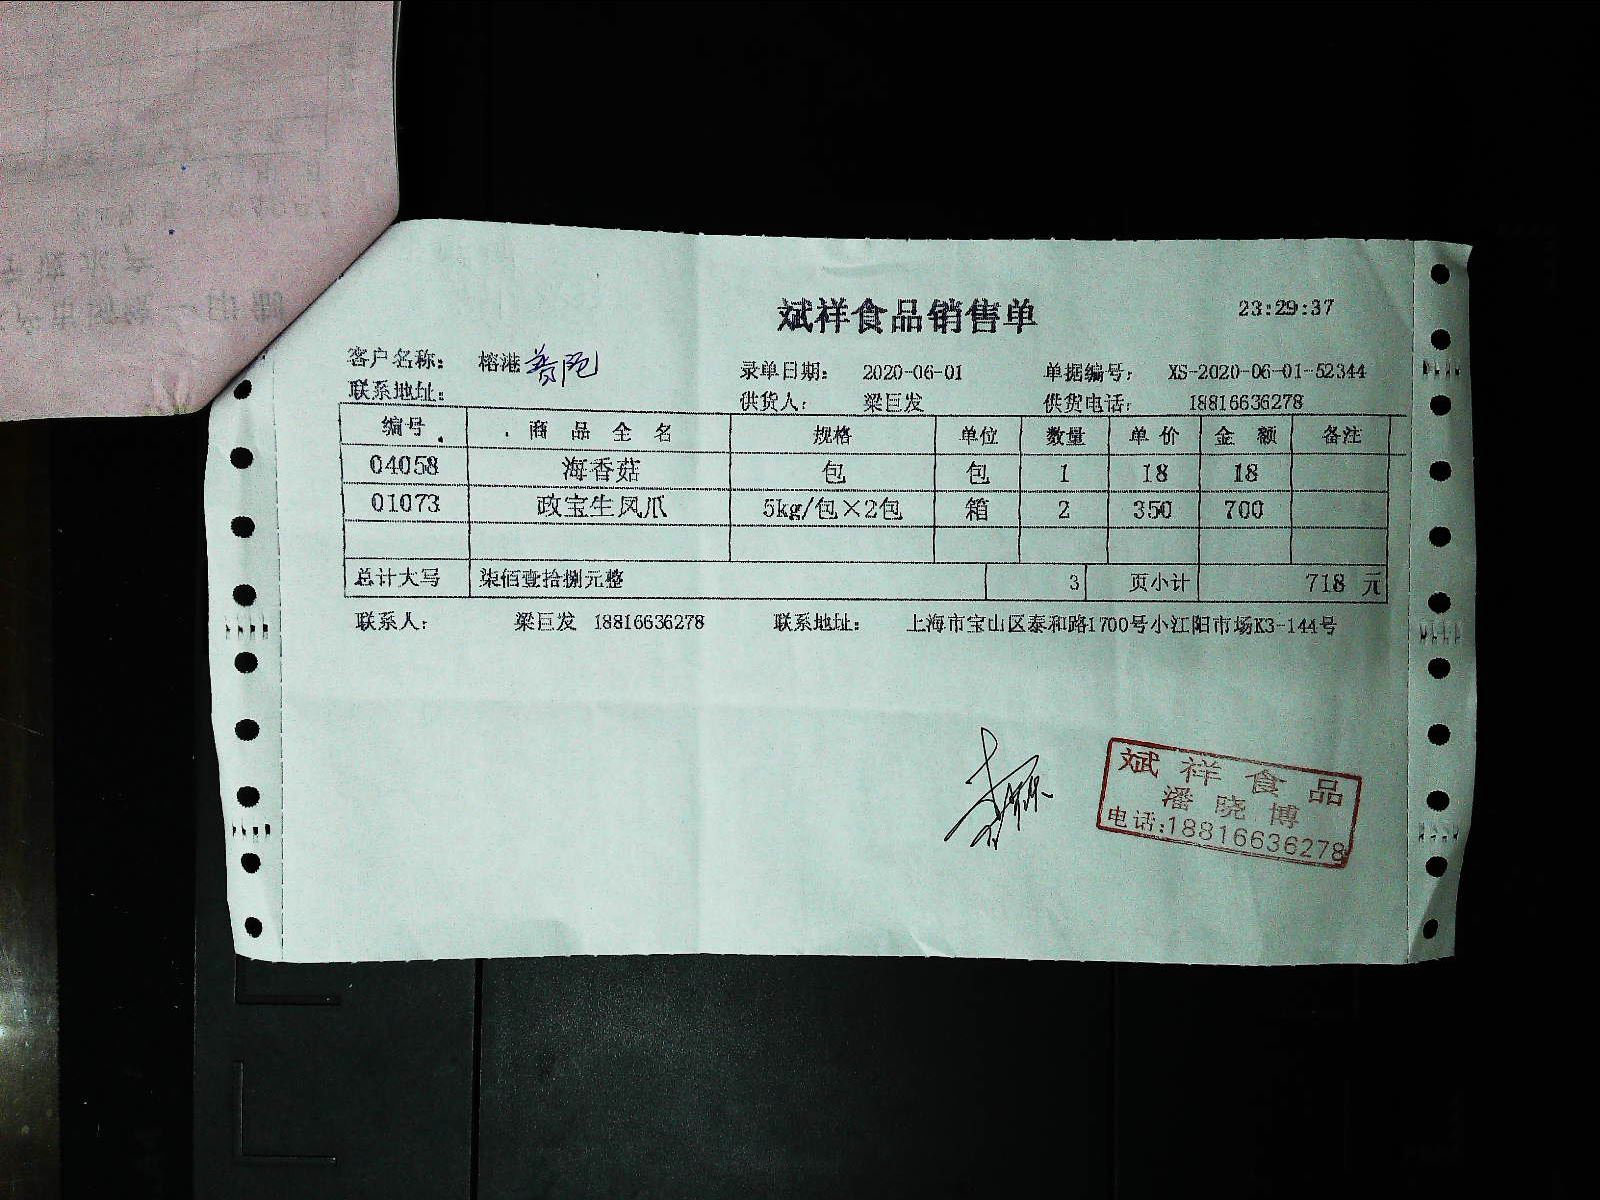 斌祥食品销售单 23:29:37
客户名称: 榕港普陀 录单日期: 2020-06-01 单据编号: XS-2020-06-01-52344
联系地址: 供货人: 梁巨发 供货电话: 18816636278
编号 商品全名 规格 单位 数量 单价 金额 备注
04058 海香菇 包 包 1 18 18
01073 政宝生凤爪 5kg/包×2包 箱 2 350 700
总计大写 柒佰壹拾捌元整 3 页小计 718 元
联系人: 梁巨发 18816636278 联系地址: 上海市宝山区泰和路1700号小江阳市场K3-144号
斌祥食品
潘晓博
电话:18816636278